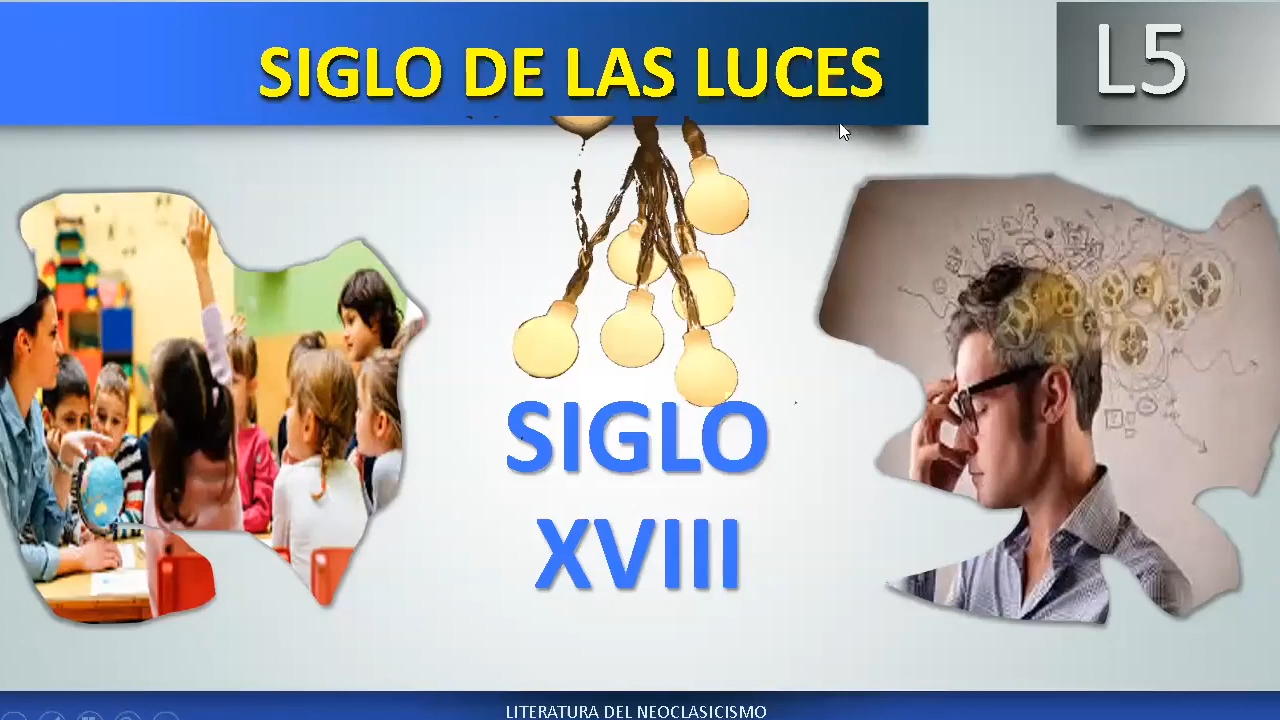 SIGLO DE LAS LUCES
L5
SIGLO
XVIII
LITERATURA DEL NEOCLASICISMO